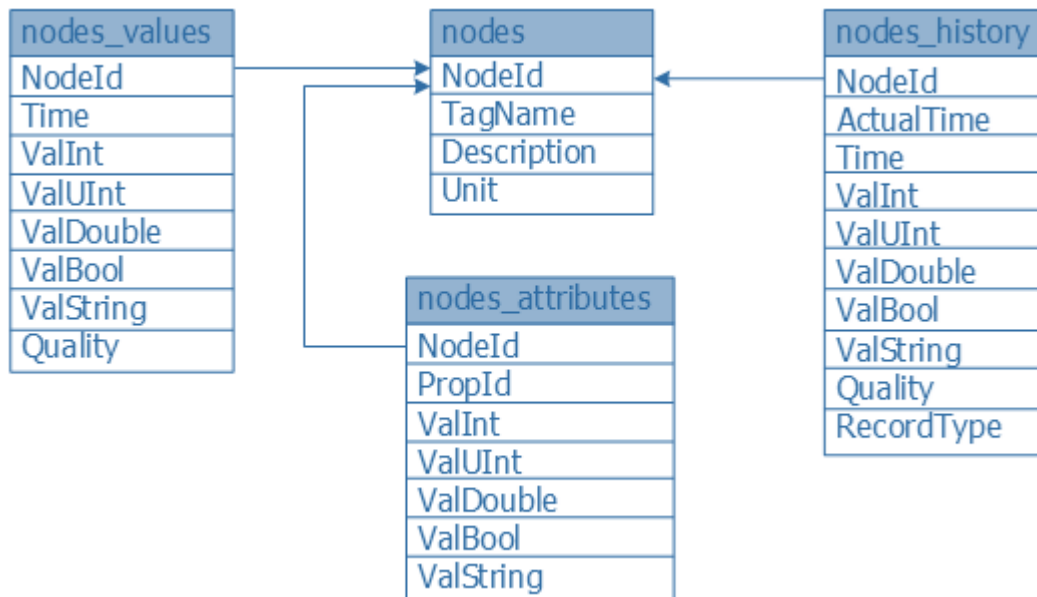 nodes_values
NodeId
Time
ValInt
ValUInt
ValDouble
ValBool
ValString
Quality
nodes
NodeId
TagName
Description
Unit
nodes_attributes
NodeId
PropId
ValInt
ValUInt
ValDouble
ValBool
ValString
nodes_history
NodeId
ActualTime
Time
ValInt
ValUInt
ValDouble
ValBool
ValString
Quality
RecordType